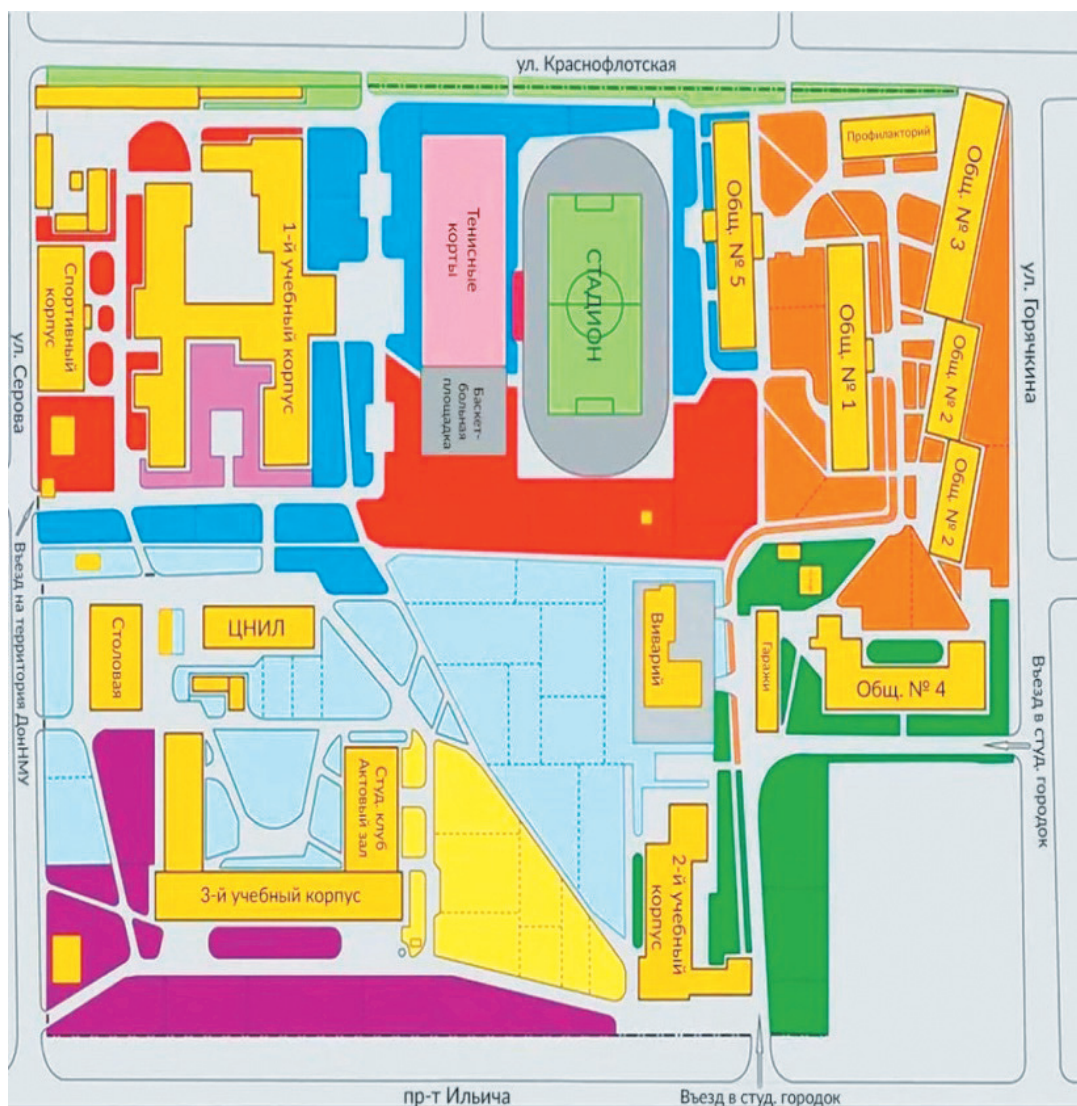 ул. Краснофлотская
Профилакторий
Общ. № 3
Общ. № 5
1-й учебный корпус
Тенисные
корты
СТАДИОН
Спортивный
корпус
ул. Серова
ул. Горячкина
Общ. № 1
Общ. № 2
Баскет-
больная
площадка
Общ. № 2
Въезд на территория ДонНМУ
Столовая
ЦНИЛ
Виварий
Гаражи
Общ. № 4
Въезд в студ. городок
Студ. клуб
Актовый зал
3-й учебный корпус
2-й учебный
корпус
пр-т Ильича
Въезд в студ. городок